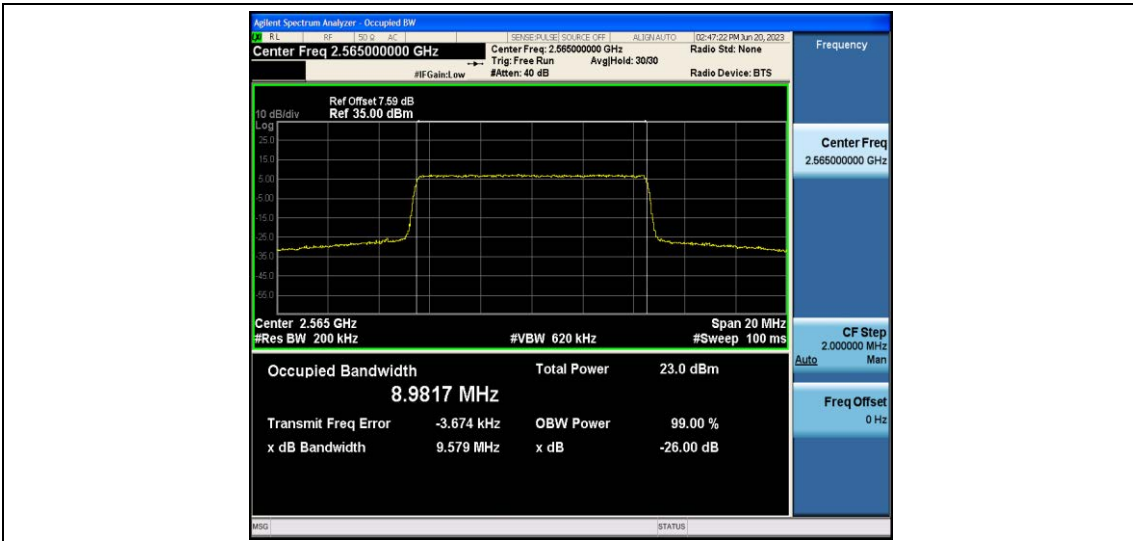 Agilent Spectrum Analyzer - Occupied BW
LXI RL RF 50 Ω AC SENSE:PULSE SOURCE OFF ALIGNAUTO 02:47:22 PM Jun 20, 2023
Center Freq 2.565000000 GHz
Center Freq: 2.565000000 GHz Radio Std: None
Trig: Free Run Avg|Hold: 30/30
#IFGain:Low #Atten: 40 dB Radio Device: BTS
Frequency
Ref Offset 7.59 dB
10 dB/div Ref 35.00 dBm
Log
25.0
15.0
5.00
-5.00
-15.0
-25.0
-35.0
-45.0
-55.0
Center 2.565 GHz Span 20 MHz
#Res BW 200 kHz #VBW 620 kHz #Sweep 100 ms
Center Freq
2.565000000 GHz
CF Step
2.000000 MHz
Auto Man
Freq Offset
0 Hz
Occupied Bandwidth Total Power 23.0 dBm
8.9817 MHz
Transmit Freq Error -3.674 kHz OBW Power 99.00 %
x dB Bandwidth 9.579 MHz x dB -26.00 dB
MSG STATUS